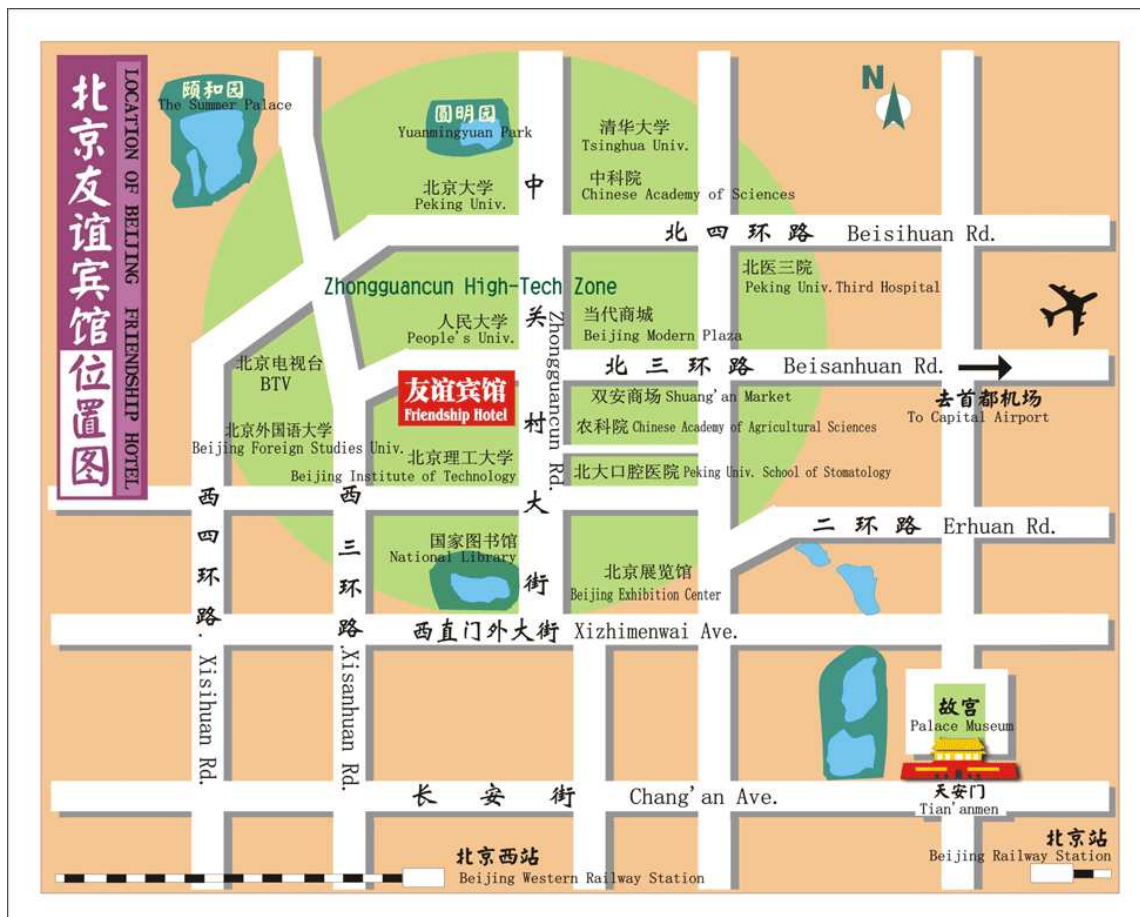 北京友谊宾馆位置图
LOCATION OF BEIJING FRIENDSHIP HOTEL
颐和园
The Summer Palace
圆明园
Yuanmingyuan Park
清华大学
Tsinghua Univ.
N
北京大学
Peking Univ.
中科院
Chinese Academy of Sciences
中关村大街
Zhongguancun Rd.
北四环路 Beisihuan Rd.
Zhongguancun High-Tech Zone
北医三院
Peking Univ. Third Hospital
人民大学
People's Univ.
当代商城
Beijing Modern Plaza
北京电视台
BTV
北三环路 Beisanhuan Rd.
友谊宾馆
Friendship Hotel
双安商场 Shuang'an Market
去首都机场
To Capital Airport
北京外国语大学
Beijing Foreign Studies Univ.
农科院 Chinese Academy of Agricultural Sciences
北京理工大学
Beijing Institute of Technology
北大口腔医院 Peking Univ. School of Stomatology
西四环路. Xisihuan Rd.
西三环路. Xisanhuan Rd.
二环路 Erhuan Rd.
国家图书馆
National Library
北京展览馆
Beijing Exhibition Center
西直门外大街 Xizhimenwai Ave.
故宫
Palace Museum
长安街 Chang'an Ave.
天安门
Tian'anmen
北京西站
Beijing Western Railway Station
北京站
Beijing Railway Station